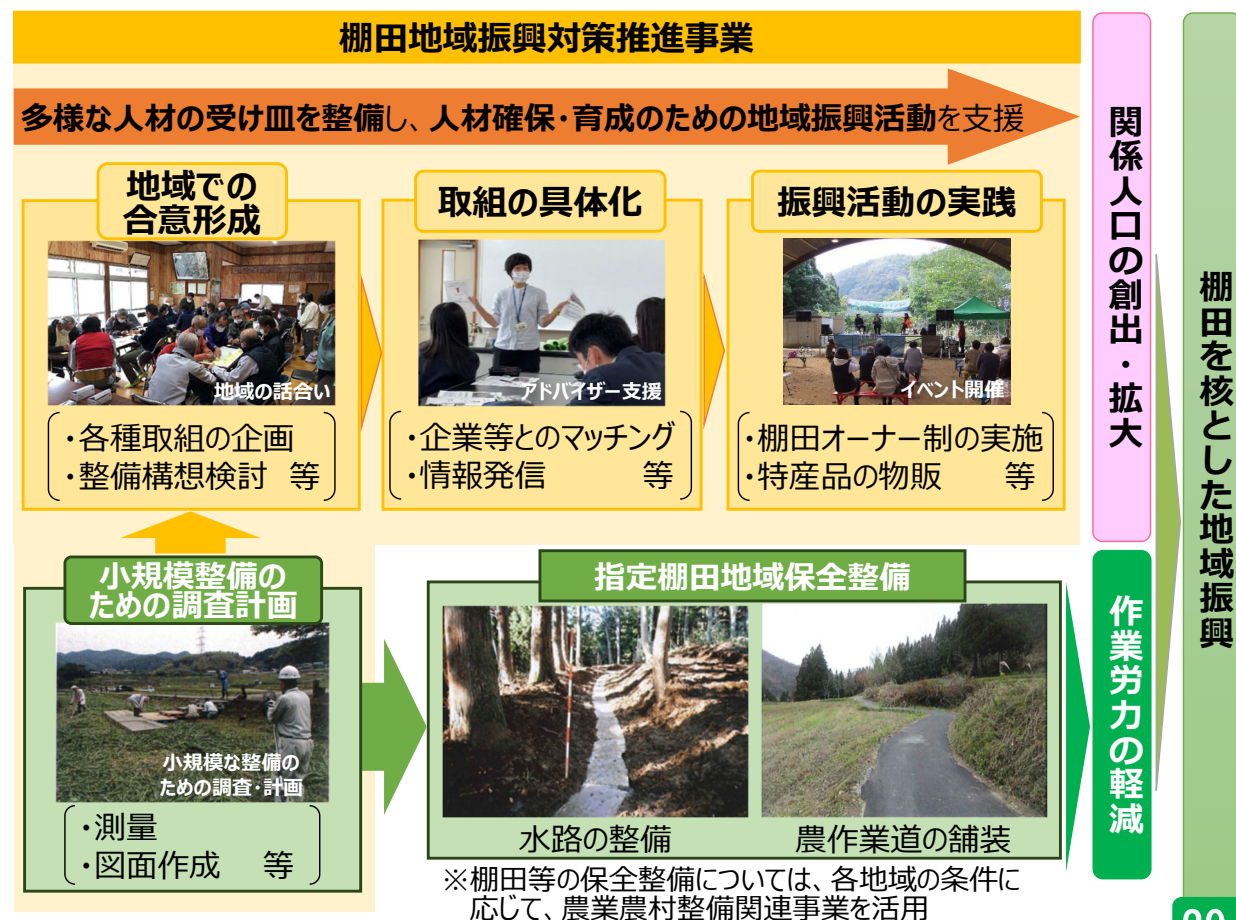 棚田地域振興対策推進事業
多様な人材の受け皿を整備し、人材確保・育成のための地域振興活動を支援
地域での
合意形成
地域の話合い
・各種取組の企画
・整備構想検討 等
取組の具体化
アドバイザー支援
・企業等とのマッチング
・情報発信 等
振興活動の実践
イベント開催
・棚田オーナー制の実施
・特産品の物販 等
小規模整備の
ための調査計画
小規模な整備の
ための調査・計画
・測量
・図面作成 等
指定棚田地域保全整備
水路の整備
農作業道の舗装
※棚田等の保全整備については、各地域の条件に
応じて、農業農村整備関連事業を活用
関係人口の創出・拡大
作業労力の軽減
棚田を核とした地域振興